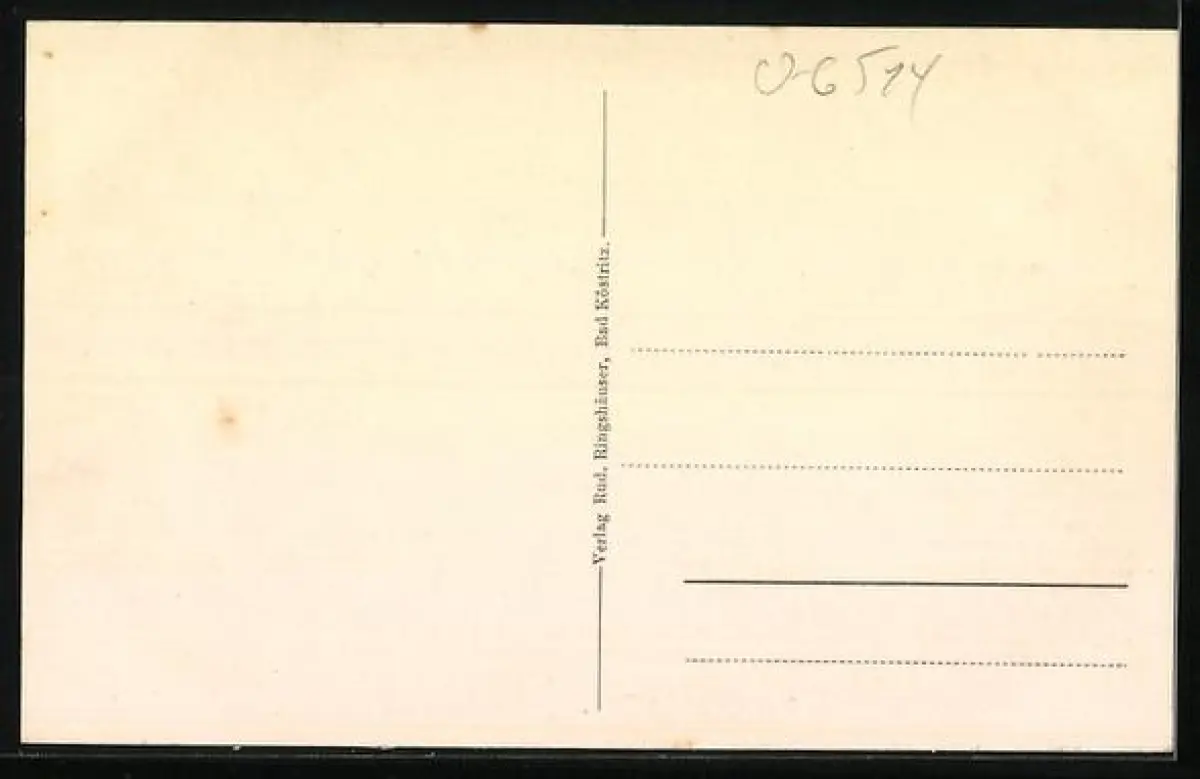 O-6514
Verlag Rud. Ringshäuser, Bad Köstritz.